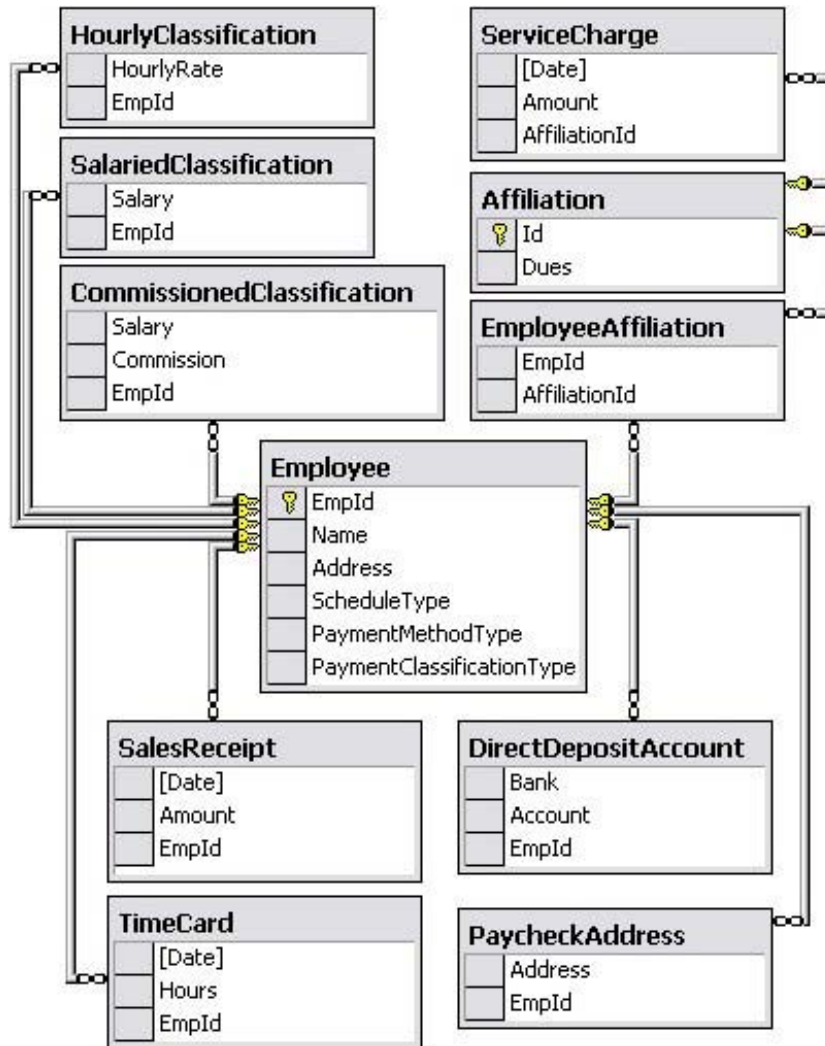 HourlyClassification
HourlyRate
EmpId
SalariedClassification
Salary
EmpId
CommissionedClassification
Salary
Commission
EmpId
ServiceCharge
[Date]
Amount
AffiliationId
Affiliation
Id
Dues
EmployeeAffiliation
EmpId
AffiliationId
Employee
EmpId
Name
Address
ScheduleType
PaymentMethodType
PaymentClassificationType
SalesReceipt
[Date]
Amount
EmpId
TimeCard
[Date]
Hours
EmpId
DirectDepositAccount
Bank
Account
EmpId
PaycheckAddress
Address
EmpId